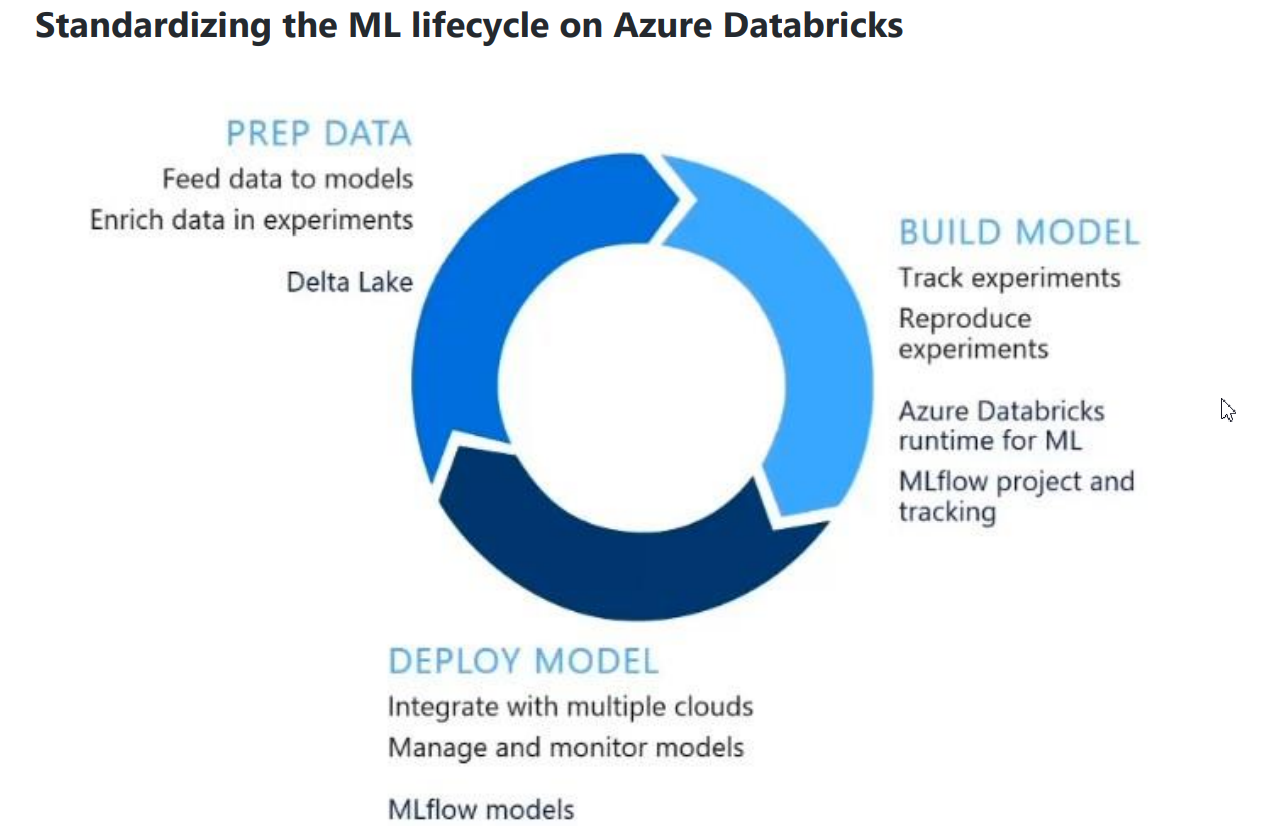 Standardizing the ML lifecycle on Azure Databricks
PREP DATA
Feed data to models
Enrich data in experiments
Delta Lake
BUILD MODEL
Track experiments
Reproduce
experiments
Azure Databricks
runtime for ML
MLflow project and
tracking
DEPLOY MODEL
Integrate with multiple clouds
Manage and monitor models
MLflow models